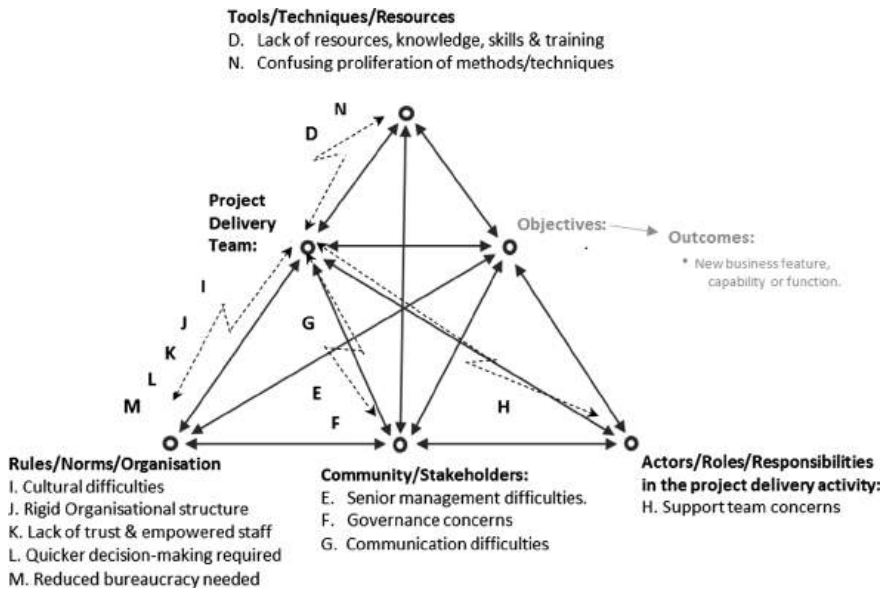 Tools/Techniques/Resources
D. Lack of resources, knowledge, skills & training
N. Confusing proliferation of methods/techniques
N
D
Project
Delivery
Team:
Objectives:
Outcomes:
* New business feature,
capability or function.
I
J
K
L
M
G
E
F
H
Rules/Norms/Organisation
I. Cultural difficulties
J. Rigid Organisational structure
K. Lack of trust & empowered staff
L. Quicker decision-making required
M. Reduced bureaucracy needed
Community/Stakeholders:
E. Senior management difficulties.
F. Governance concerns
G. Communication difficulties
Actors/Roles/Responsibilities
in the project delivery activity:
H. Support team concerns